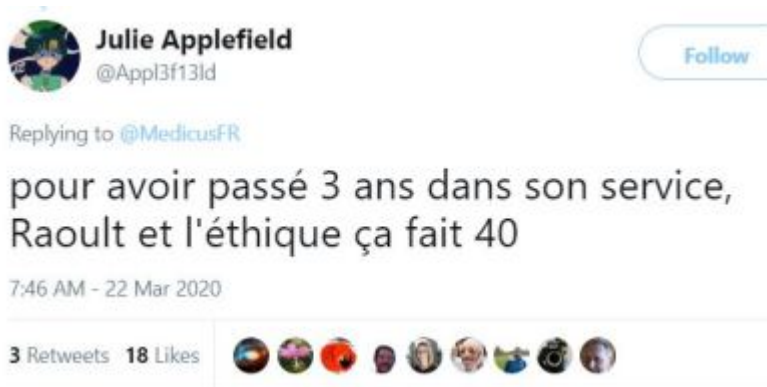 Julie Applefield
@Appl3f13ld
Follow
Replying to @MedicusFR
pour avoir passé 3 ans dans son service,
Raoult et l'éthique ça fait 40
7:46 AM - 22 Mar 2020
3 Retweets 18 Likes